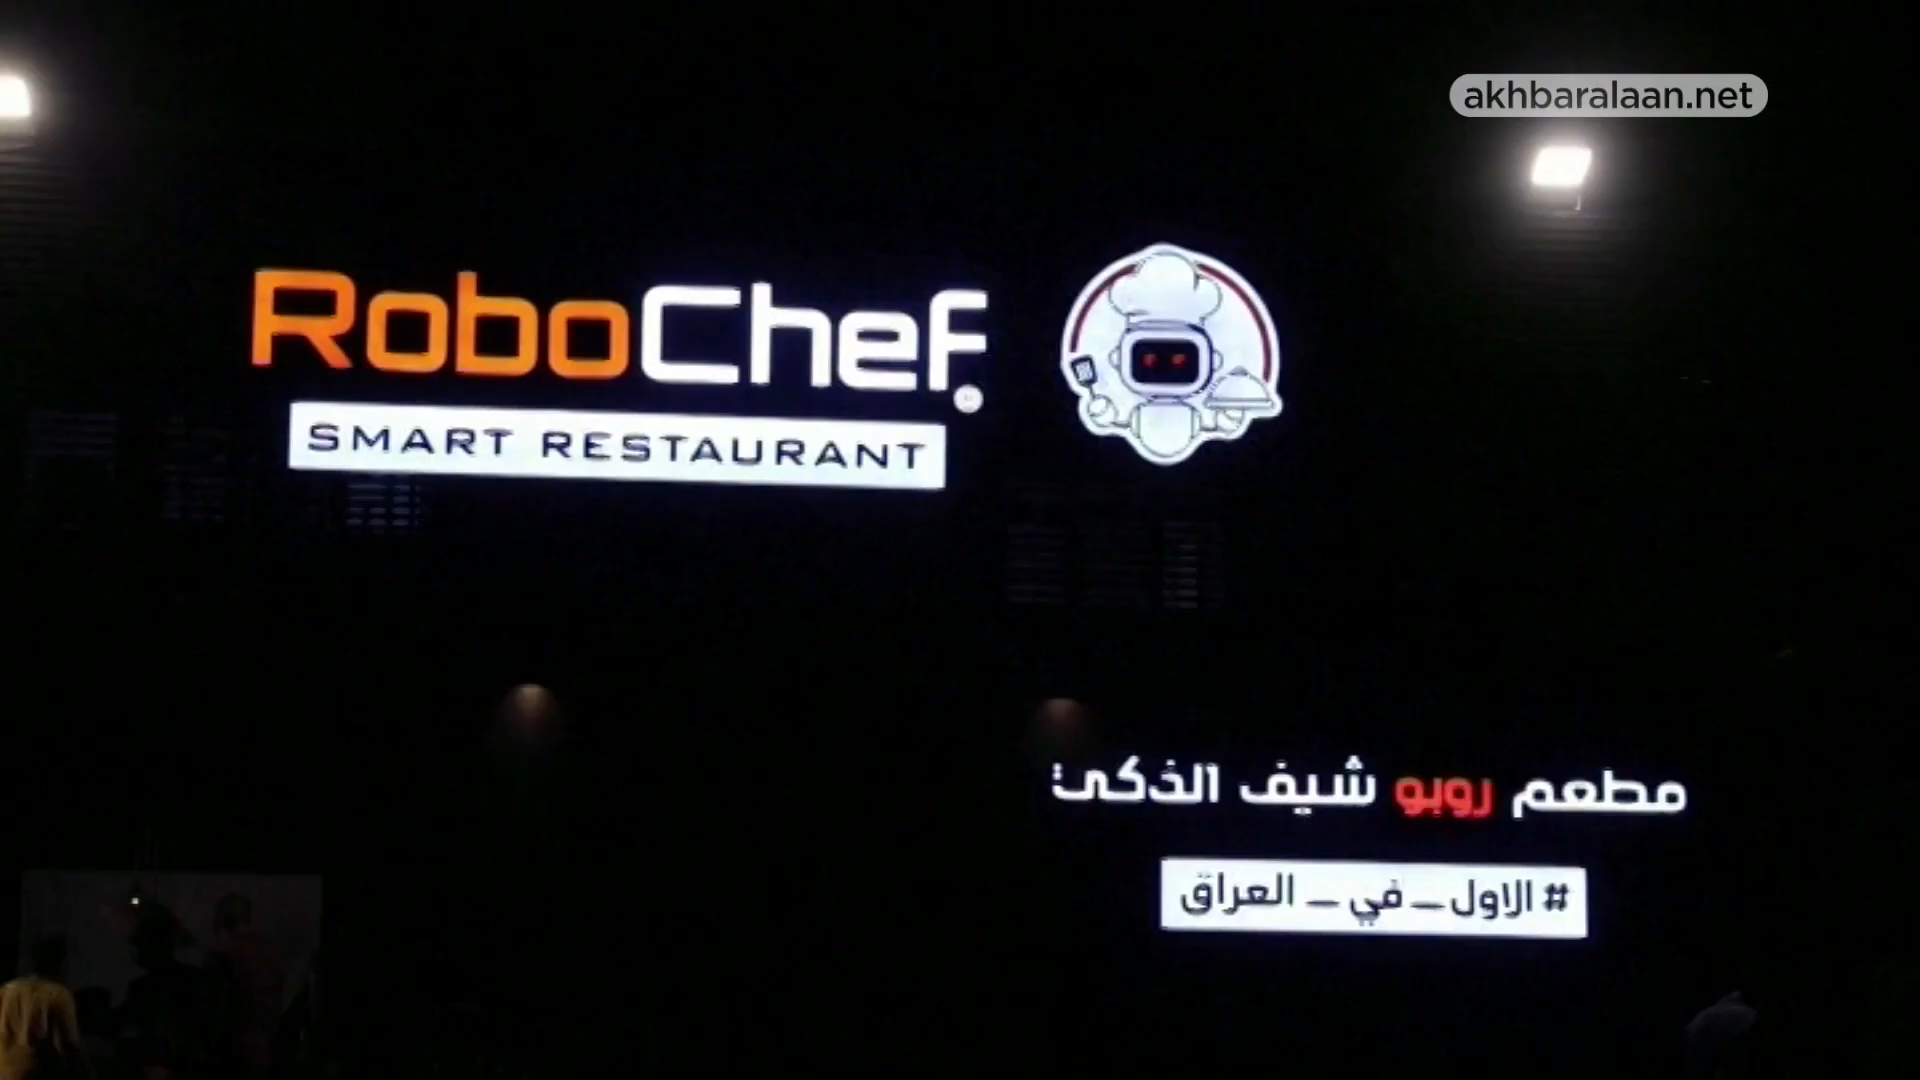 akhbaralaan.net
RoboChef
SMART RESTAURANT
مطعم روبو شيف الذكي
#الاول_في_العراق